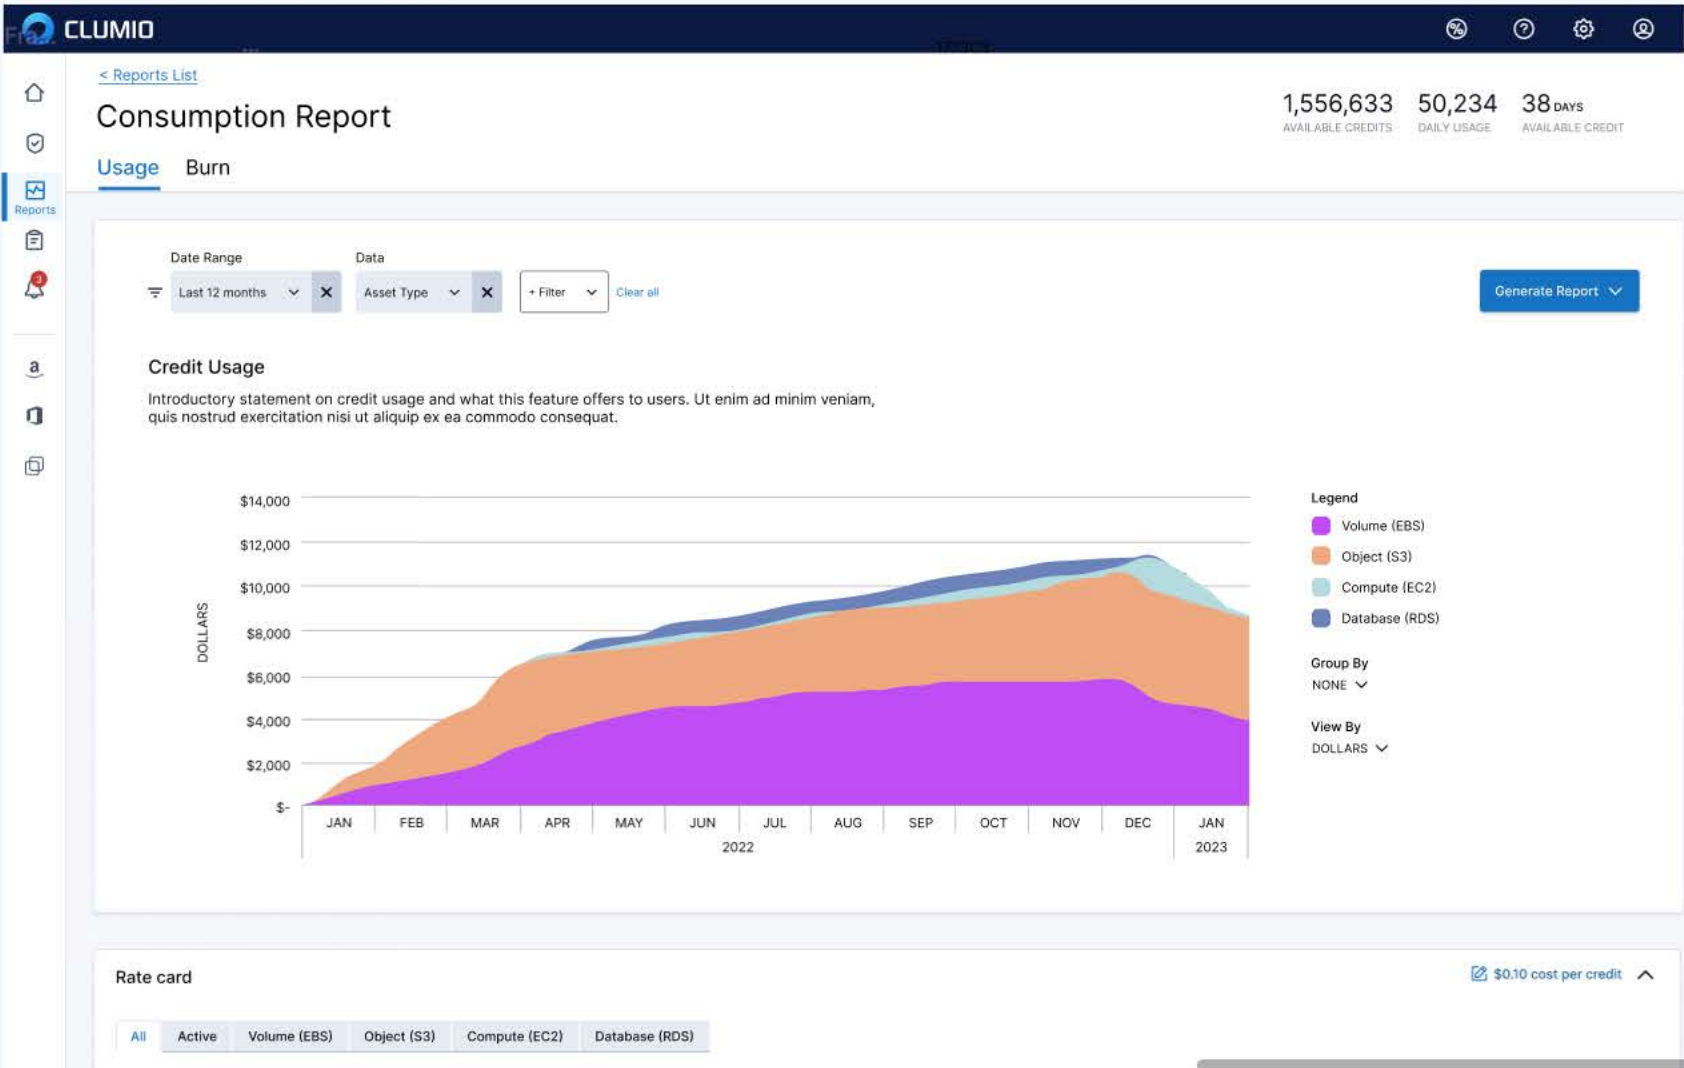 CLUMIO
< Reports List
Consumption Report
1,556,633
AVAILABLE CREDITS
50,234
DAILY USAGE
38 DAYS
AVAILABLE CREDIT
Usage
Burn
Reports
3
Date Range
Data
Last 12 months
Asset Type
+ Filter
Clear all
Generate Report
Credit Usage
Introductory statement on credit usage and what this feature offers to users. Ut enim ad minim veniam,
quis nostrud exercitation nisi ut aliquip ex ea commodo consequat.
DOLLARS
$14,000
$12,000
$10,000
$8,000
$6,000
$4,000
$2,000
$-
JAN FEB MAR APR MAY JUN JUL AUG SEP OCT NOV DEC JAN
2022 2023
Legend
Volume (EBS)
Object (S3)
Compute (EC2)
Database (RDS)
Group By
NONE
View By
DOLLARS
Rate card
$0.10 cost per credit
All Active Volume (EBS) Object (S3) Compute (EC2) Database (RDS)